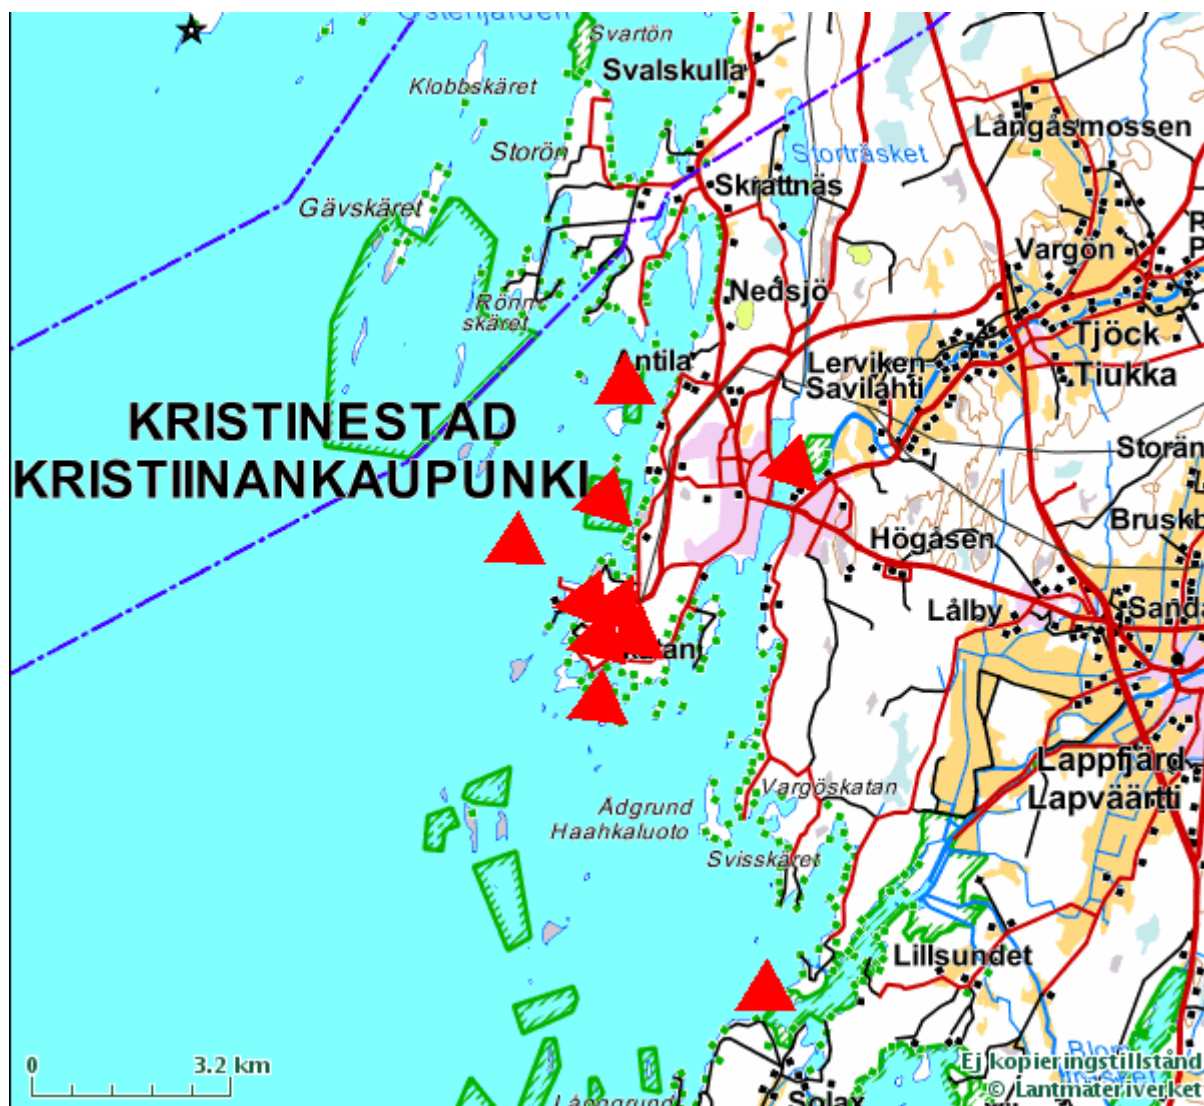 Österfjärden
Svartön
Svalskulla
Klobbskäret
Långåsmossen
Storön
Storträsket
Skrattnäs
Gävskäret
Vargön
Nedsjö
Rönn-
skäret
Tjöck
Antila
Lerviken
Tiukka
Savilahti
KRISTINESTAD
KRISTIINANKAUPUNKI
Högåsen
Lålby
Lappfjärd
Lapväärtti
Vargöskatan
Ådgrund
Haahkaluoto
Svisskäret
Lillsundet
0 3.2 km
Ej kopieringstillstånd
© Lantmäteriverket